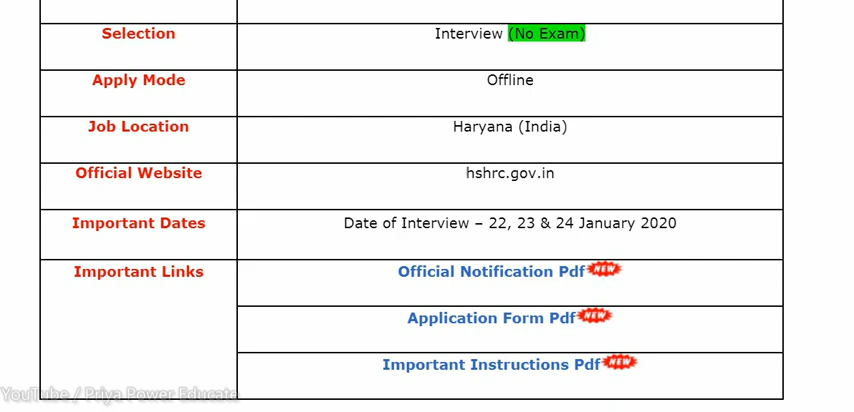 Selection Interview (No Exam)
Apply Mode Offline
Job Location Haryana (India)
Official Website hshrc.gov.in
Important Dates Date of Interview – 22, 23 & 24 January 2020
Important Links Official Notification Pdf NEW
Application Form Pdf NEW
Important Instructions Pdf NEW
YouTube / Priya Power Educate